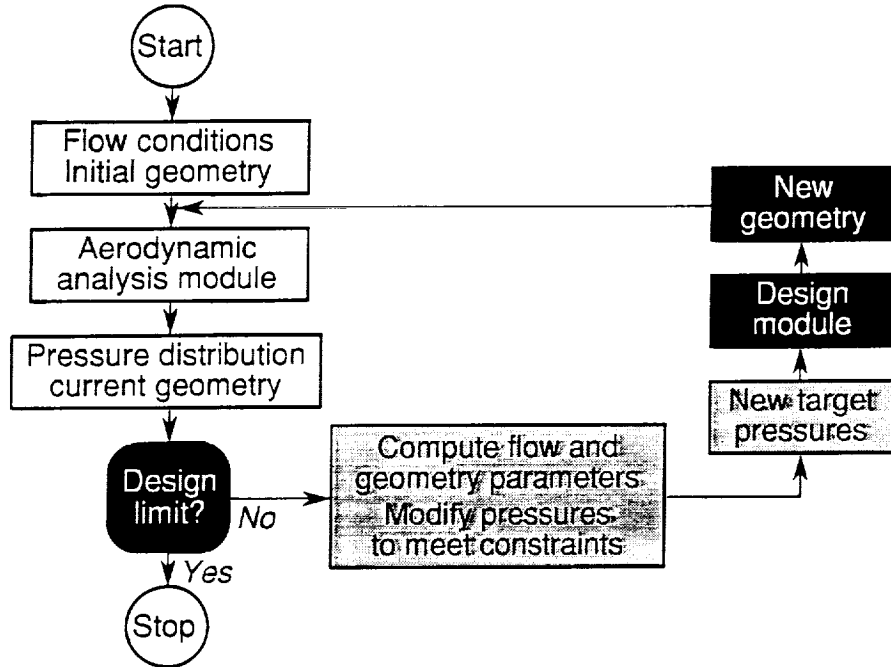 Start
Flow conditions
Initial geometry
Aerodynamic
analysis module
Pressure distribution
current geometry
Design
limit?
No
Yes
Stop
Compute flow and
geometry parameters
Modify pressures
to meet constraints
New target
pressures
Design
module
New
geometry